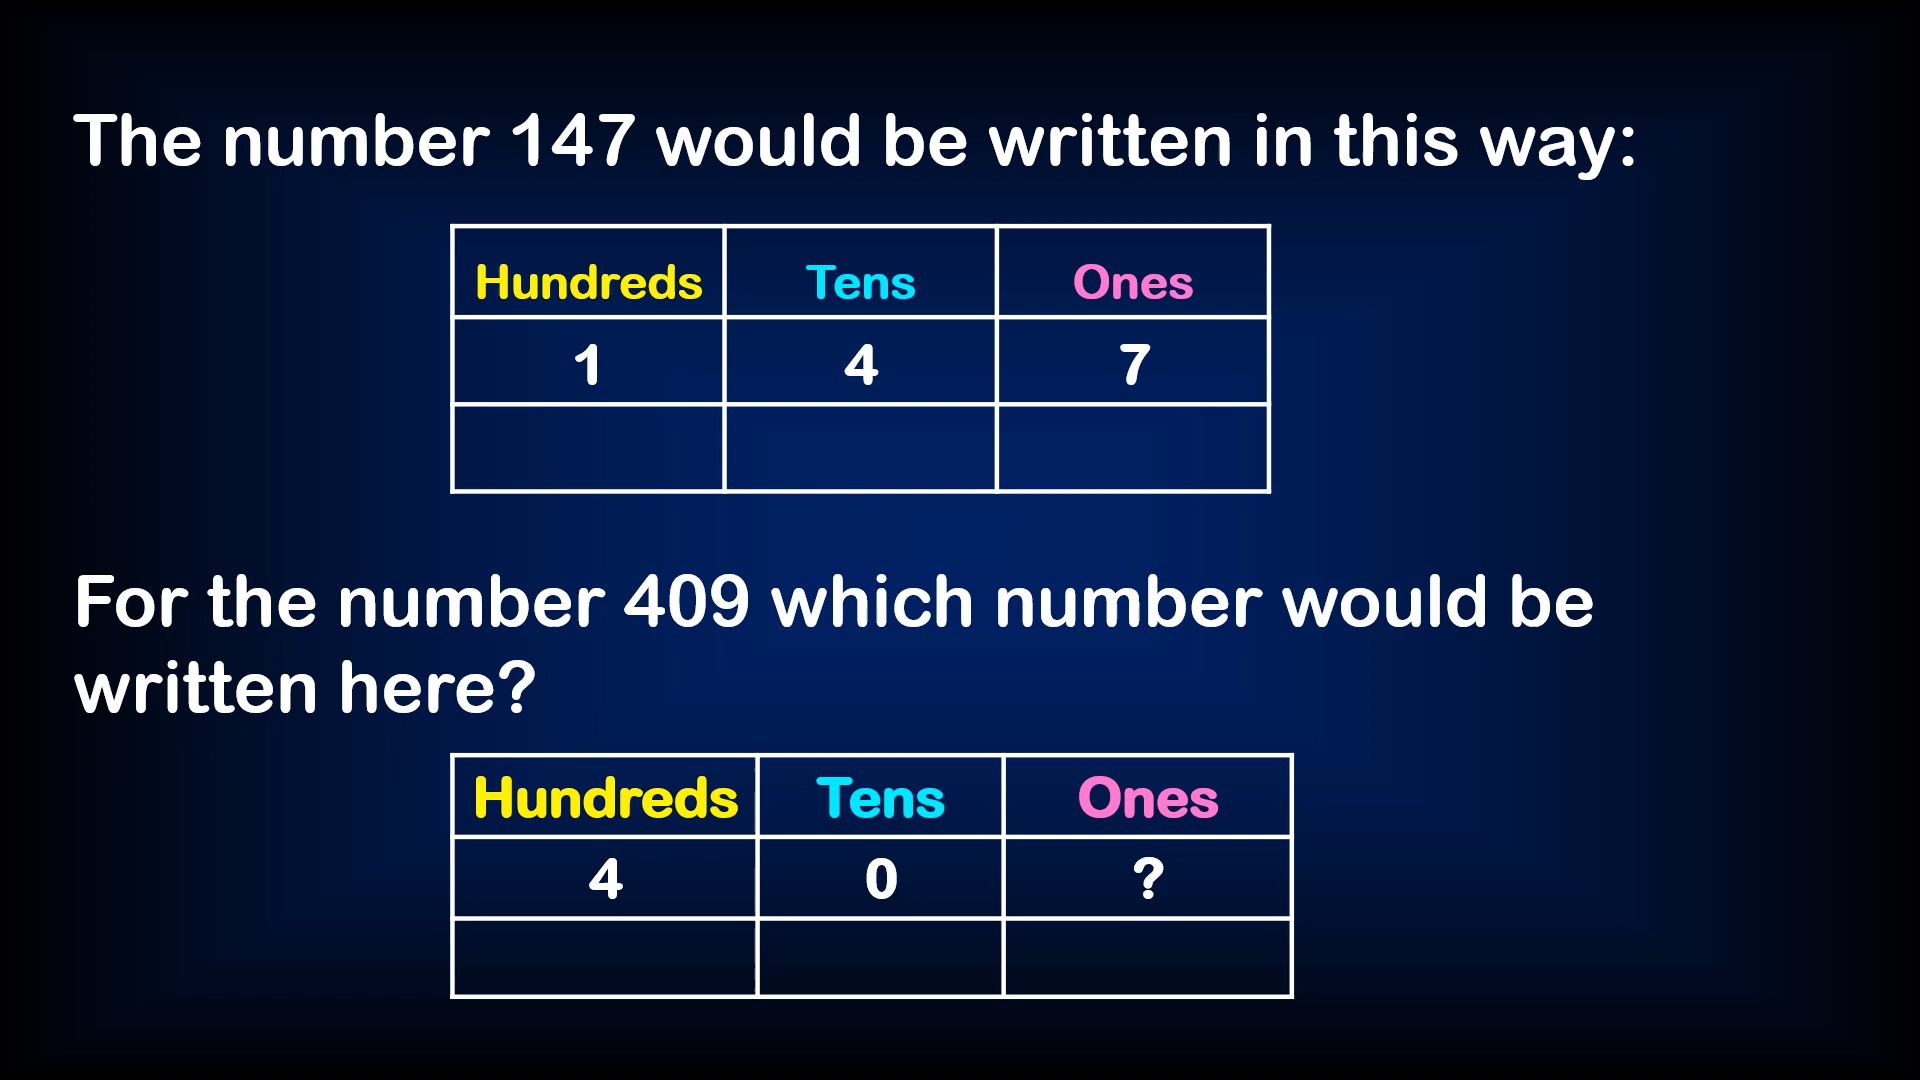 The number 147 would be written in this way:
Hundreds Tens Ones
1 4 7
For the number 409 which number would be
written here?
Hundreds Tens Ones
4 0 ?